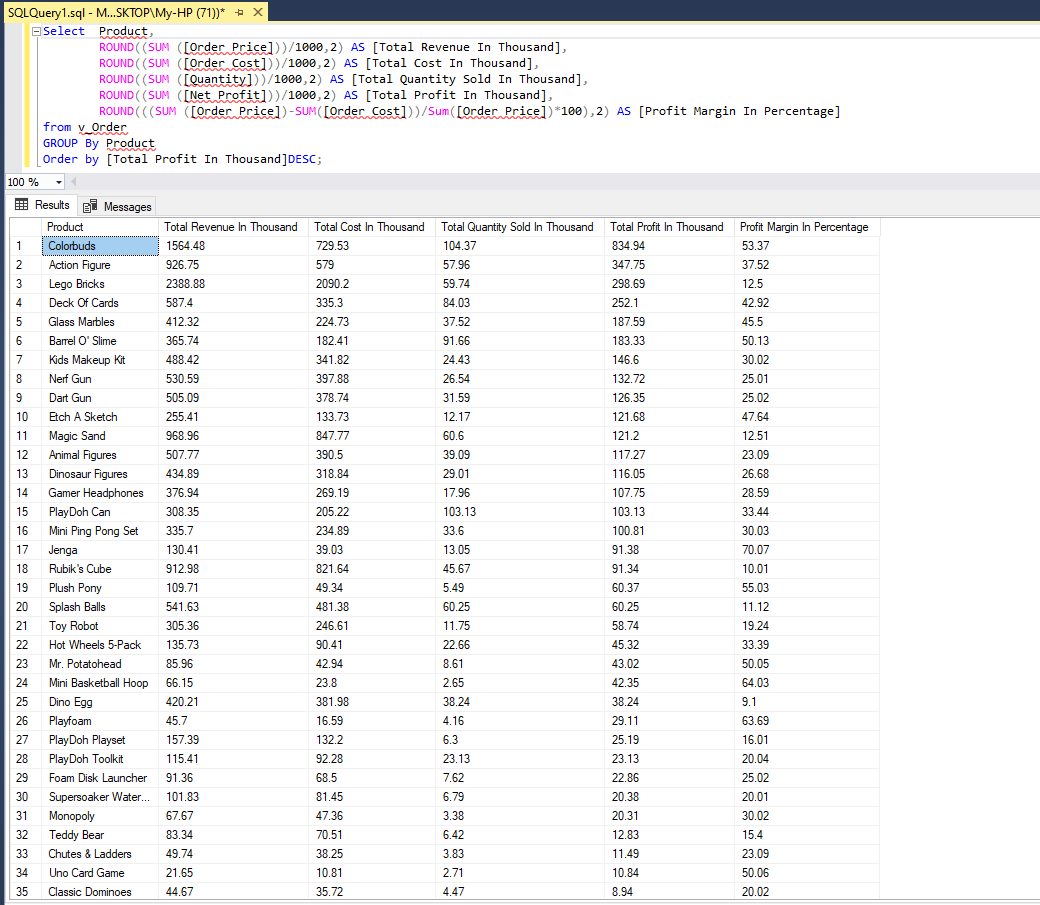 SQLQuery1.sql - M...SKTOP\My-HP (71))*
Select Product,
ROUND((SUM ([Order Price]))/1000,2) AS [Total Revenue In Thousand],
ROUND((SUM ([Order Cost]))/1000,2) AS [Total Cost In Thousand],
ROUND((SUM ([Quantity]))/1000,2) AS [Total Quantity Sold In Thousand],
ROUND((SUM ([Net Profit]))/1000,2) AS [Total Profit In Thousand],
ROUND(((SUM ([Order Price])-SUM([Order Cost]))/Sum([Order Price])*100),2) AS [Profit Margin In Percentage]
from v_Order
GROUP By Product
Order by [Total Profit In Thousand]DESC;
100 %
Results Messages
Product Total Revenue In Thousand Total Cost In Thousand Total Quantity Sold In Thousand Total Profit In Thousand Profit Margin In Percentage
1 Colorbuds 1564.48 729.53 104.37 834.94 53.37
2 Action Figure 926.75 579 57.96 347.75 37.52
3 Lego Bricks 2388.88 2090.2 59.74 298.69 12.5
4 Deck Of Cards 587.4 335.3 84.03 252.1 42.92
5 Glass Marbles 412.32 224.73 37.52 187.59 45.5
6 Barrel O' Slime 365.74 182.41 91.66 183.33 50.13
7 Kids Makeup Kit 488.42 341.82 24.43 146.6 30.02
8 Nerf Gun 530.59 397.88 26.54 132.72 25.01
9 Dart Gun 505.09 378.74 31.59 126.35 25.02
10 Etch A Sketch 255.41 133.73 12.17 121.68 47.64
11 Magic Sand 968.96 847.77 60.6 121.2 12.51
12 Animal Figures 507.77 390.5 39.09 117.27 23.09
13 Dinosaur Figures 434.89 318.84 29.01 116.05 26.68
14 Gamer Headphones 376.94 269.19 17.96 107.75 28.59
15 PlayDoh Can 308.35 205.22 103.13 103.13 33.44
16 Mini Ping Pong Set 335.7 234.89 33.6 100.81 30.03
17 Jenga 130.41 39.03 13.05 91.38 70.07
18 Rubik's Cube 912.98 821.64 45.67 91.34 10.01
19 Plush Pony 109.71 49.34 5.49 60.37 55.03
20 Splash Balls 541.63 481.38 60.25 60.25 11.12
21 Toy Robot 305.36 246.61 11.75 58.74 19.24
22 Hot Wheels 5-Pack 135.73 90.41 22.66 45.32 33.39
23 Mr. Potatohead 85.96 42.94 8.61 43.02 50.05
24 Mini Basketball Hoop 66.15 23.8 2.65 42.35 64.03
25 Dino Egg 420.21 381.98 38.24 38.24 9.1
26 Playfoam 45.7 16.59 4.16 29.11 63.69
27 PlayDoh Playset 157.39 132.2 6.3 25.19 16.01
28 PlayDoh Toolkit 115.41 92.28 23.13 23.13 20.04
29 Foam Disk Launcher 91.36 68.5 7.62 22.86 25.02
30 Supersoaker Water... 101.83 81.45 6.79 20.38 20.01
31 Monopoly 67.67 47.36 3.38 20.31 30.02
32 Teddy Bear 83.34 70.51 6.42 12.83 15.4
33 Chutes & Ladders 49.74 38.25 3.83 11.49 23.09
34 Uno Card Game 21.65 10.81 2.71 10.84 50.06
35 Classic Dominoes 44.67 35.72 4.47 8.94 20.02